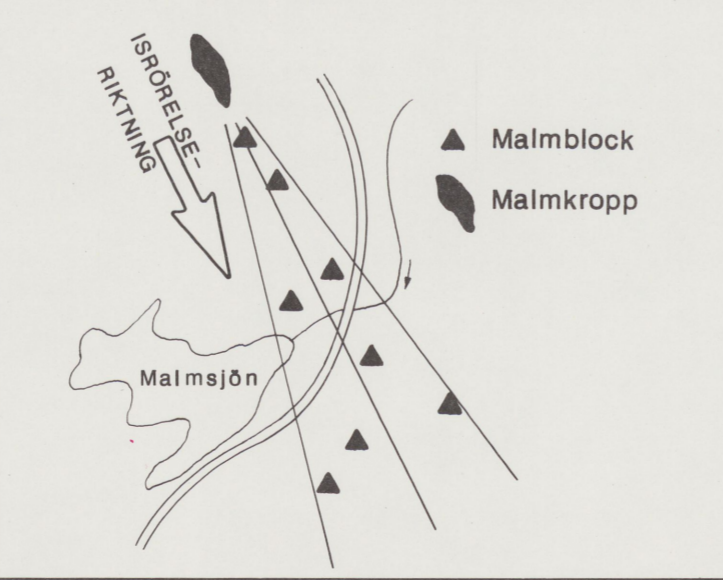 ISRÖRELSE-
RIKTNING
Malmblock
Malmkropp
Malmsjön